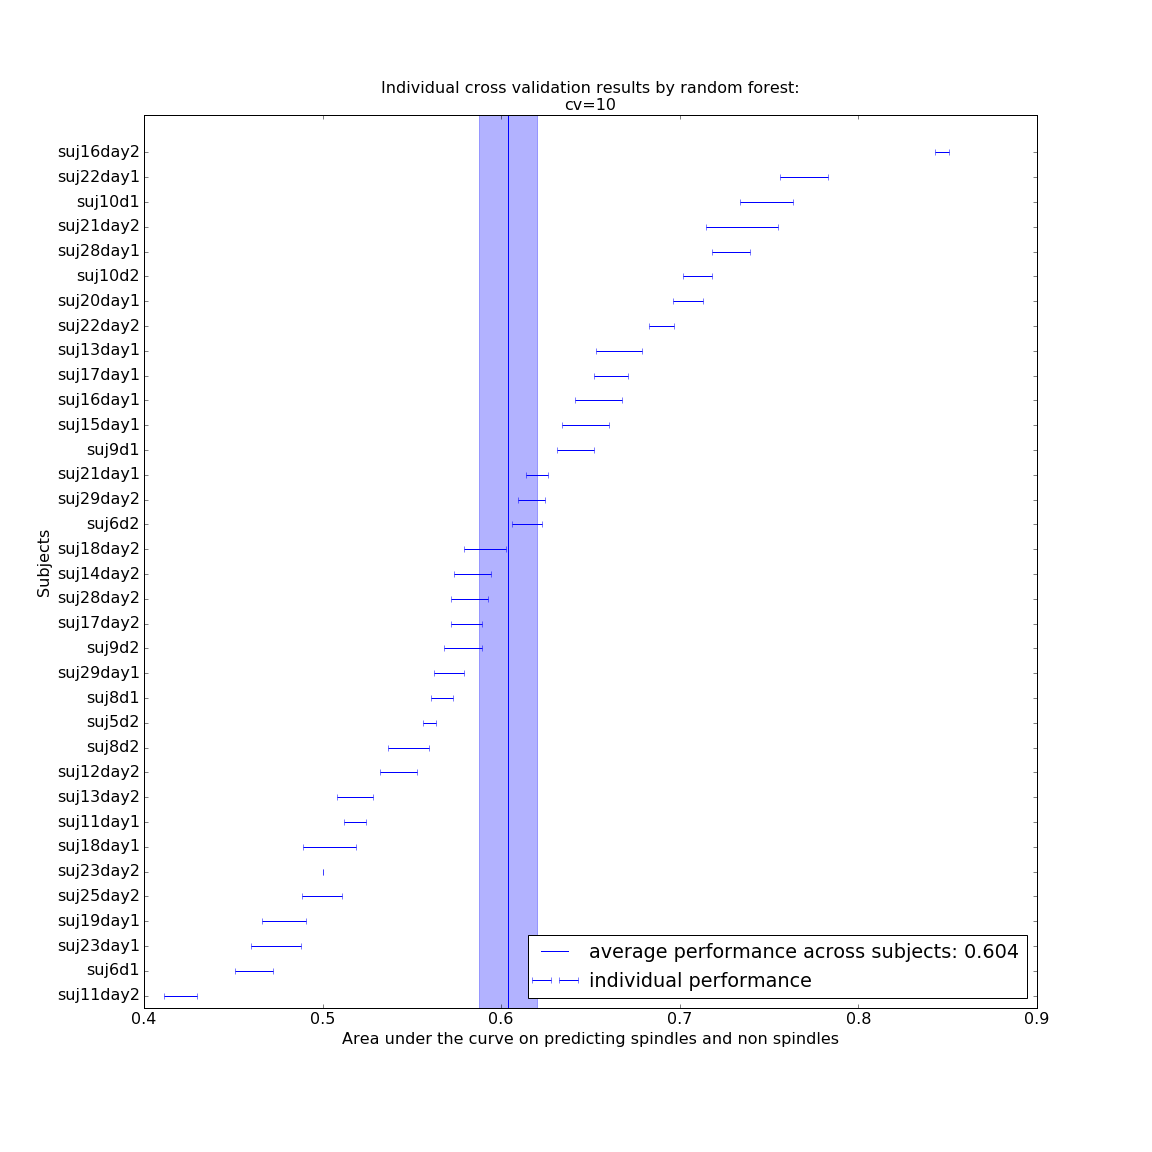 Individual cross validation results by random forest:
cv=10
suj16day2
suj22day1
suj10d1
suj21day2
suj28day1
suj10d2
suj20day1
suj22day2
suj13day1
suj17day1
suj16day1
suj15day1
suj9d1
suj21day1
suj29day2
suj6d2
suj18day2
suj14day2
suj28day2
suj17day2
suj9d2
suj29day1
suj8d1
suj5d2
suj8d2
suj12day2
suj13day2
suj11day1
suj18day1
suj23day2
suj25day2
suj19day1
suj23day1
suj6d1
suj11day2
Subjects
average performance across subjects: 0.604
individual performance
0.4 0.5 0.6 0.7 0.8 0.9
Area under the curve on predicting spindles and non spindles